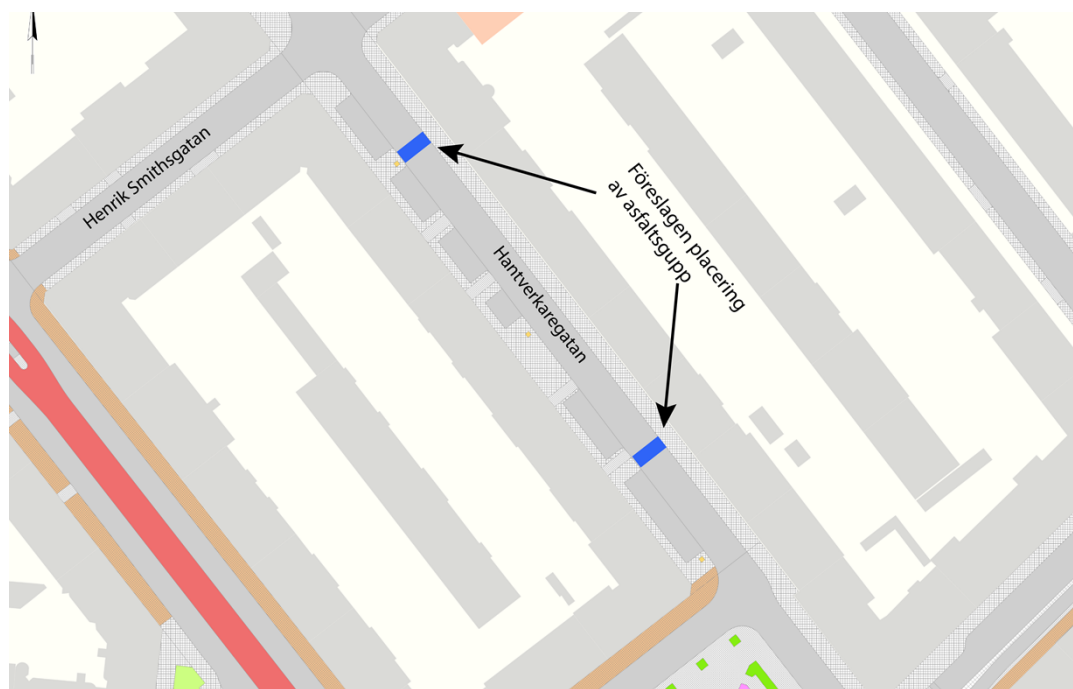 Henrik Smithsgatan
Föreslagen placering
av asfaltsgupp
Hantverkaregatan